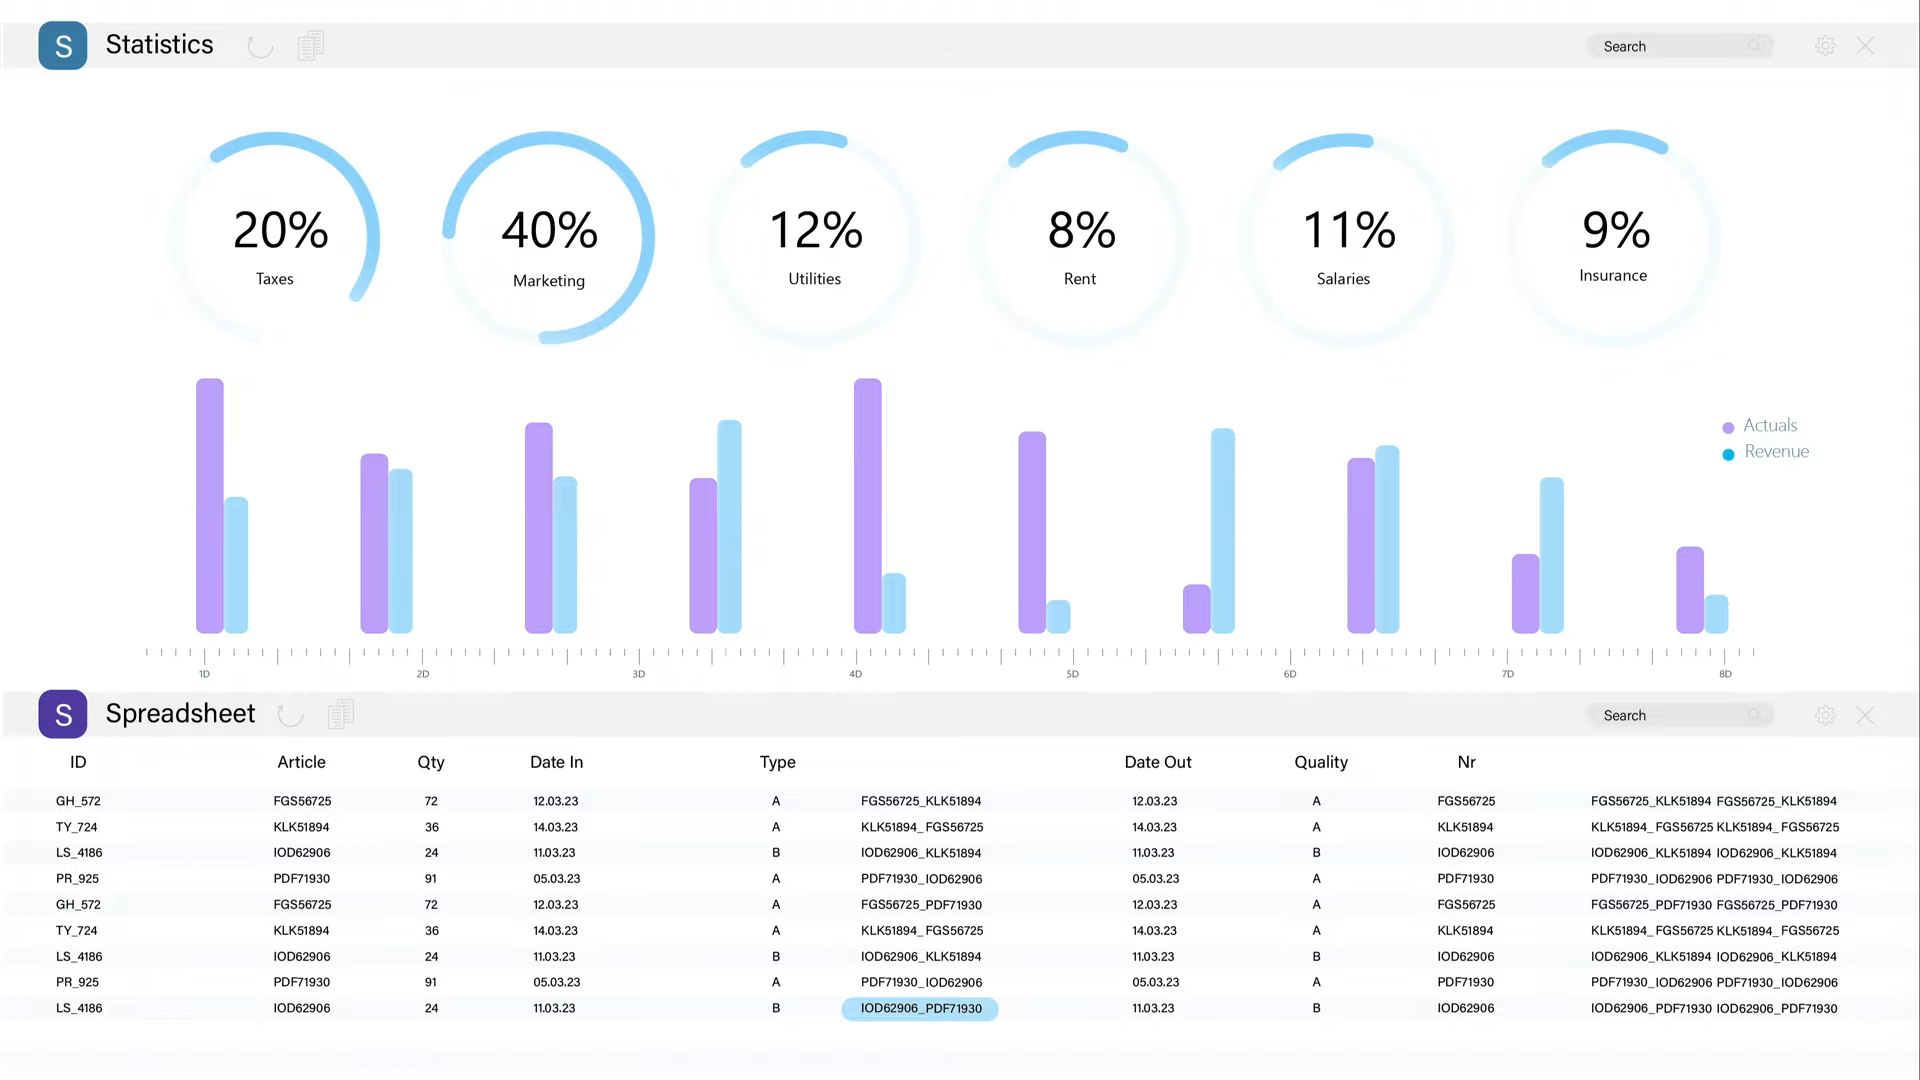 S Statistics Search
20% 40% 12% 8% 11% 9%
Taxes Marketing Utilities Rent Salaries Insurance
Actuals
Revenue
1D 2D 3D 4D 5D 6D 7D 8D
S Spreadsheet Search
ID Article Qty Date In Type Date Out Quality Nr
GH_572 FGS56725 72 12.03.23 A FGS56725_KLK51894 12.03.23 A FGS56725 FGS56725_KLK51894 FGS56725_KLK51894
TY_724 KLK51894 36 14.03.23 A KLK51894_FGS56725 14.03.23 A KLK51894 KLK51894_FGS56725 KLK51894_FGS56725
LS_4186 IOD62906 24 11.03.23 B IOD62906_KLK51894 11.03.23 B IOD62906 IOD62906_KLK51894 IOD62906_KLK51894
PR_925 PDF71930 91 05.03.23 A PDF71930_IOD62906 05.03.23 A PDF71930 PDF71930_IOD62906 PDF71930_IOD62906
GH_572 FGS56725 72 12.03.23 A FGS56725_PDF71930 12.03.23 A FGS56725 FGS56725_PDF71930 FGS56725_PDF71930
TY_724 KLK51894 36 14.03.23 A KLK51894_FGS56725 14.03.23 A KLK51894 KLK51894_FGS56725 KLK51894_FGS56725
LS_4186 IOD62906 24 11.03.23 B IOD62906_KLK51894 11.03.23 B IOD62906 IOD62906_KLK51894 IOD62906_KLK51894
PR_925 PDF71930 91 05.03.23 A PDF71930_IOD62906 05.03.23 A PDF71930 PDF71930_IOD62906 PDF71930_IOD62906
LS_4186 IOD62906 24 11.03.23 B IOD62906_PDF71930 11.03.23 B IOD62906 IOD62906_PDF71930 IOD62906_PDF71930